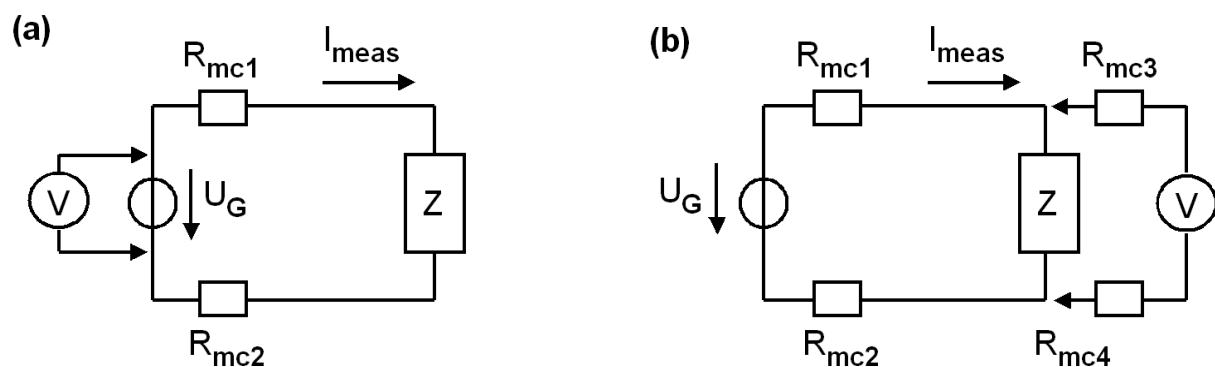 (a)
R_mc1
I_meas
V
U_G
Z
R_mc2
(b)
R_mc1
I_meas
R_mc3
U_G
Z
V
R_mc2
R_mc4